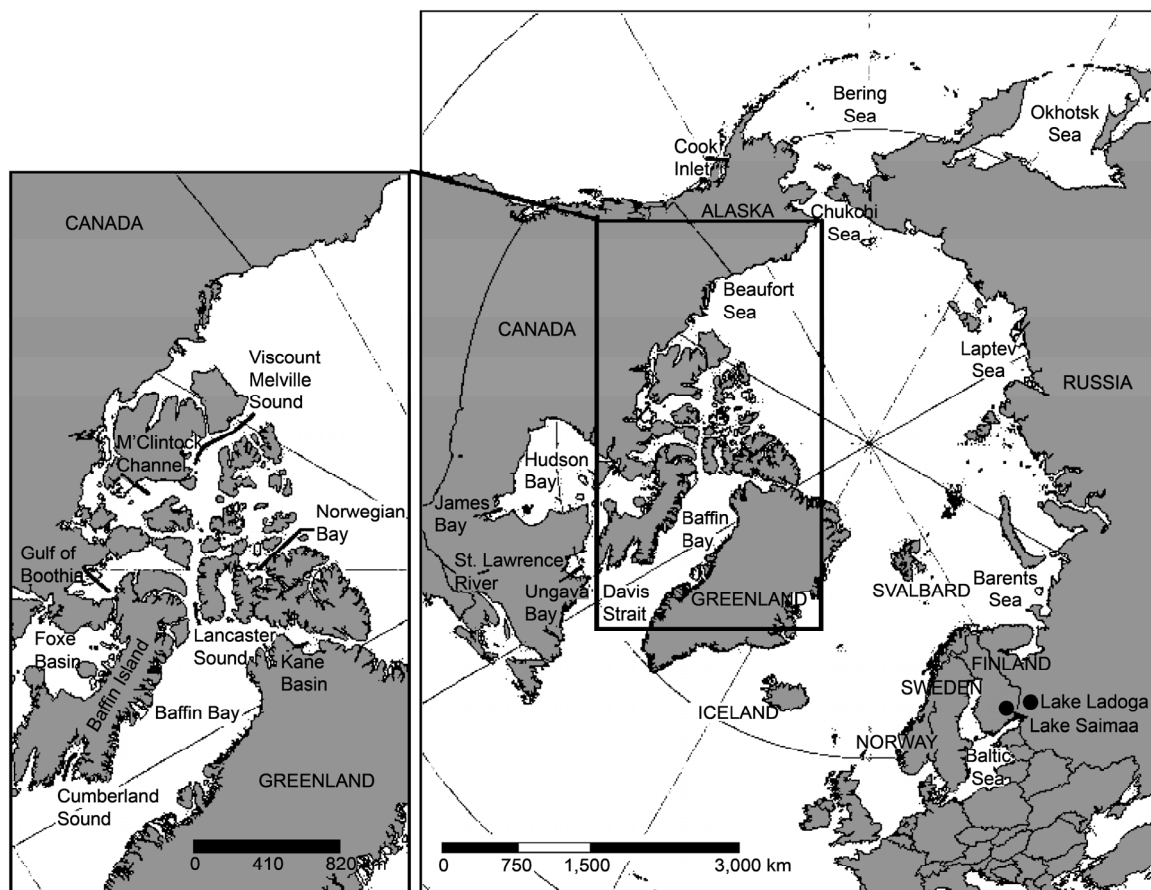 CANADA
Viscount
Melville
Sound
M'Clintock
Channel
Norwegian
Bay
Gulf of
Boothia
Foxe
Basin
Baffin Island
Lancaster
Sound
Kane
Basin
Baffin Bay
GREENLAND
Cumberland
Sound
0 410 820 km
Bering
Sea
Okhotsk
Sea
Cook
Inlet
ALASKA
Chukchi
Sea
Beaufort
Sea
CANADA
Laptev
Sea
RUSSIA
Hudson
Bay
James
Bay
Baffin
Bay
St. Lawrence
River
Ungava
Bay
Davis
Strait
GREENLAND
SVALBARD
Barents
Sea
FINLAND
SWEDEN
Lake Ladoga
Lake Saimaa
ICELAND
NORWAY
Baltic
Sea
0 750 1,500 3,000 km